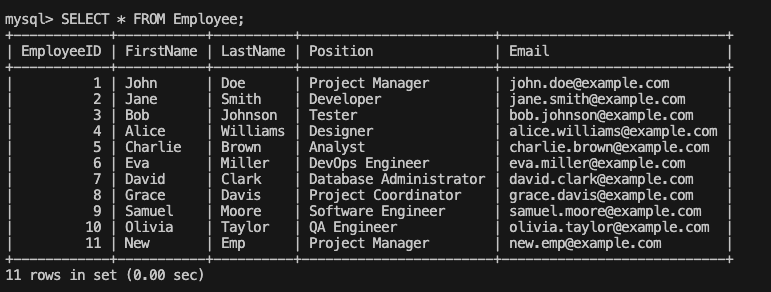 mysql> SELECT * FROM Employee;
+------------+-----------+----------+------------------------+----------------------------+
| EmployeeID | FirstName | LastName | Position               | Email                      |
+------------+-----------+----------+------------------------+----------------------------+
|          1 | John      | Doe      | Project Manager        | john.doe@example.com       |
|          2 | Jane      | Smith    | Developer              | jane.smith@example.com     |
|          3 | Bob       | Johnson  | Tester                 | bob.johnson@example.com    |
|          4 | Alice     | Williams | Designer               | alice.williams@example.com |
|          5 | Charlie   | Brown    | Analyst                | charlie.brown@example.com  |
|          6 | Eva       | Miller   | DevOps Engineer        | eva.miller@example.com     |
|          7 | David     | Clark    | Database Administrator | david.clark@example.com    |
|          8 | Grace     | Davis    | Project Coordinator    | grace.davis@example.com    |
|          9 | Samuel    | Moore    | Software Engineer      | samuel.moore@example.com   |
|         10 | Olivia    | Taylor   | QA Engineer            | olivia.taylor@example.com  |
|         11 | New       | Emp      | Project Manager        | new.emp@example.com        |
+------------+-----------+----------+------------------------+----------------------------+
11 rows in set (0.00 sec)